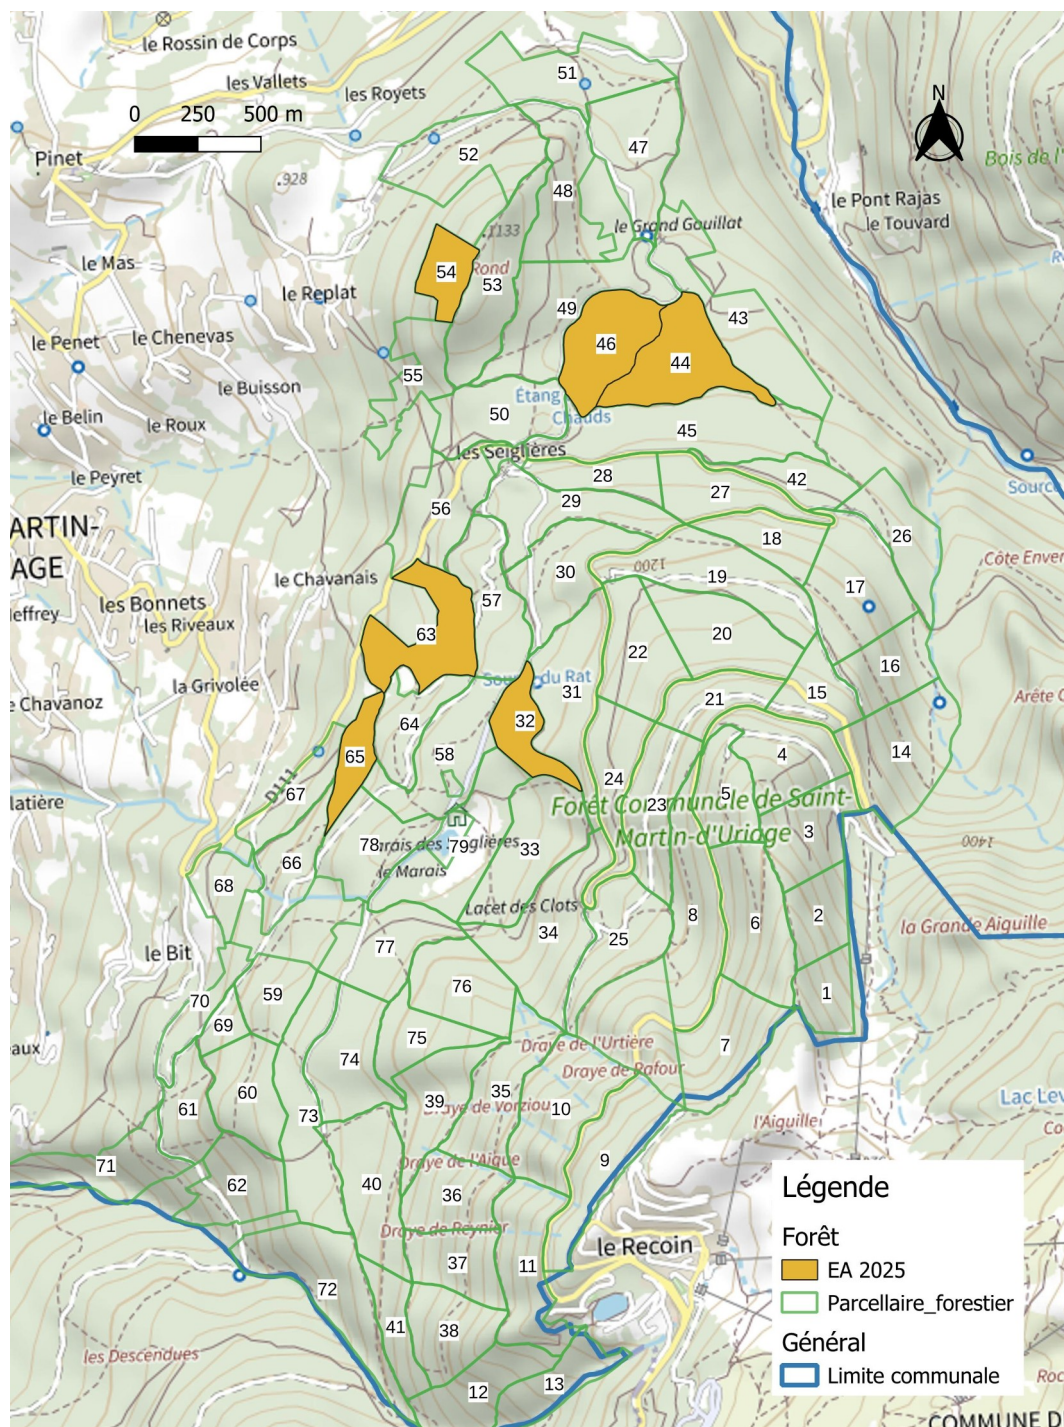 le Rossin de Corps
les Vallets
les Royets
0 250 500 m
Pinet
928
51
52
47
48
N
Bois de l'
le Pont Rajas
le Touvard
le Grand Gouillat
1133
Rond
54
53
le Mas
le Replat
le Chenevas
le Penet
le Buisson
le Belin
le Roux
le Peyret
49
46
44
43
55
Étang
Chauds
50
45
les Seiglières
28
27
42
29
56
Source
ARTIN-
AGE
18
26
Côte Enver
1200
19
30
57
17
le Chavanais
les Bonnets
les Riveaux
Jeffrey
63
20
22
16
la Grivolée
e Chavanoz
du Rat
31
15
21
Arête C
32
64
65
58
14
4
D111
67
24
23
5
3
latière
Forêt Communale de Saint-
Martin-d'Uriage
1400
78
79
33
le Marais
66
68
Lacet des Clots
34
25
8
6
2
la Grande Aiguille
le Bit
77
76
59
70
69
1
75
74
7
Draye de l'Urtière
Draye de Rafour
aux
39
35
Draye de Vorziou
10
60
61
73
Lac Lev
l'Aiguille
9
Draye de l'Aigue
71
62
40
36
Draye de Reynier
le Recoin
37
11
72
41
38
les Descendues
12
13
Légende
Forêt
EA 2025
Parcellaire_forestier
Général
Limite communale
COMMUNE D